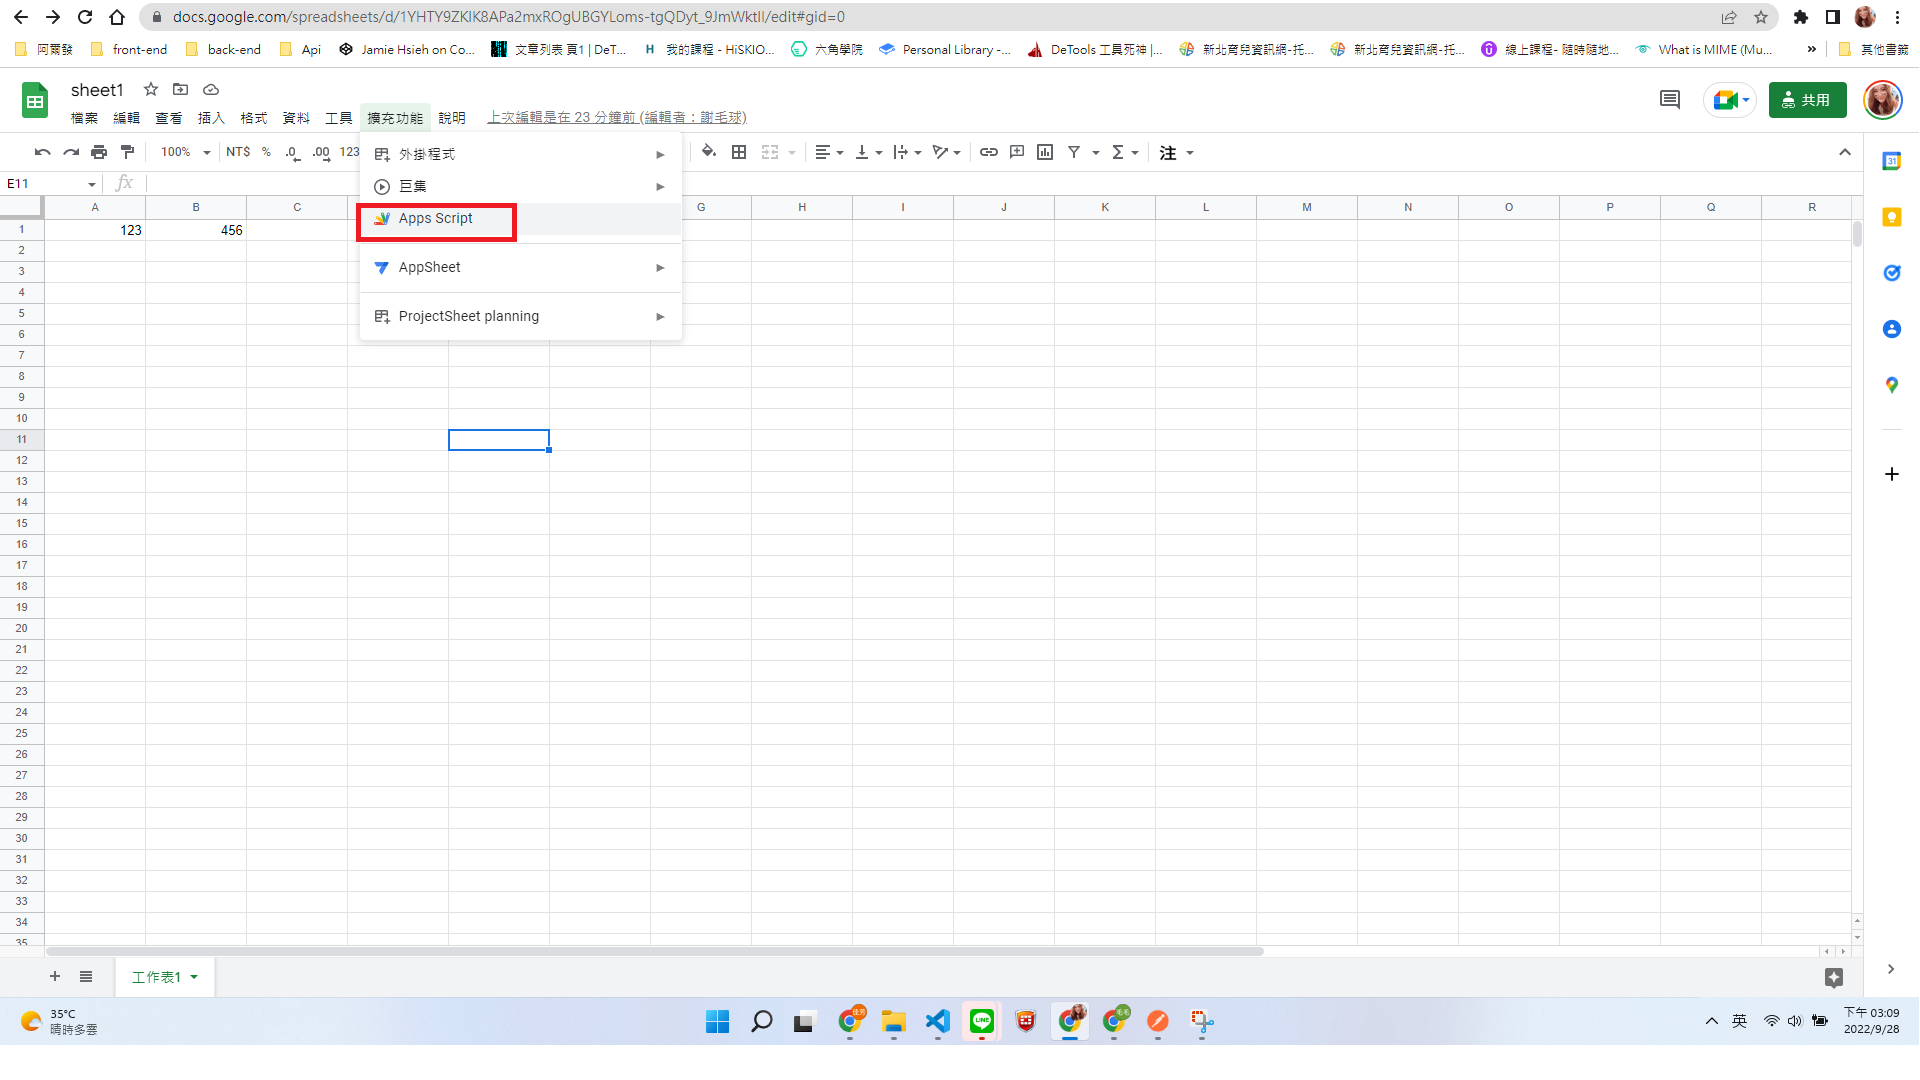 docs.google.com/spreadsheets/d/1YHTY9ZKlK8APa2mxROgUBGYLoms-tgQDyt_9JmWktlI/edit#gid=0
阿爾發 front-end back-end Api Jamie Hsieh on Co... 文章列表 頁1 | DeT... H 我的課程 - HiSKIO... 六角學院 Personal Library -... DeTools 工具死神 |... 新北育兒資訊網-托... 新北育兒資訊網-托... 線上課程- 隨時隨地... What is MIME (Mu... » 其他書籤
sheet1
檔案 編輯 查看 插入 格式 資料 工具 擴充功能 說明 上次編輯是在 23 分鐘前 (編輯者：謝毛球)
共用
100% NT$ % .0 .00 123
注
外掛程式
巨集
Apps Script
AppSheet
ProjectSheet planning
31
E11 fx
A B C G H I J K L M N O P Q R
1 123 456
2
3
4
5
6
7
8
9
10
11
12
13
14
15
16
17
18
19
20
21
22
23
24
25
26
27
28
29
30
31
32
33
34
35
工作表1
35°C
晴時多雲
佳芳
LINE
毛毛
英
下午 03:09
2022/9/28